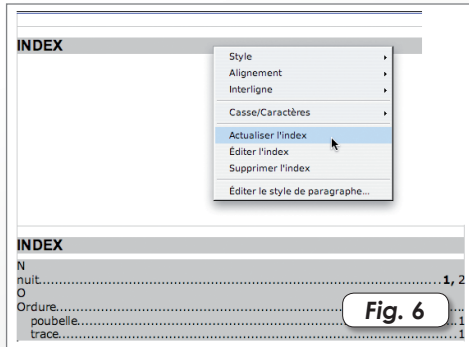 INDEX
Style
Alignement
Interligne
Casse/Caractères
Actualiser l'index
Éditer l'index
Supprimer l'index
Éditer le style de paragraphe...
INDEX
N
nuit......................................................................................1, 2
O
Ordure...................................................................................1
poubelle...............................................................................1
trace....................................................................................1
Fig. 6